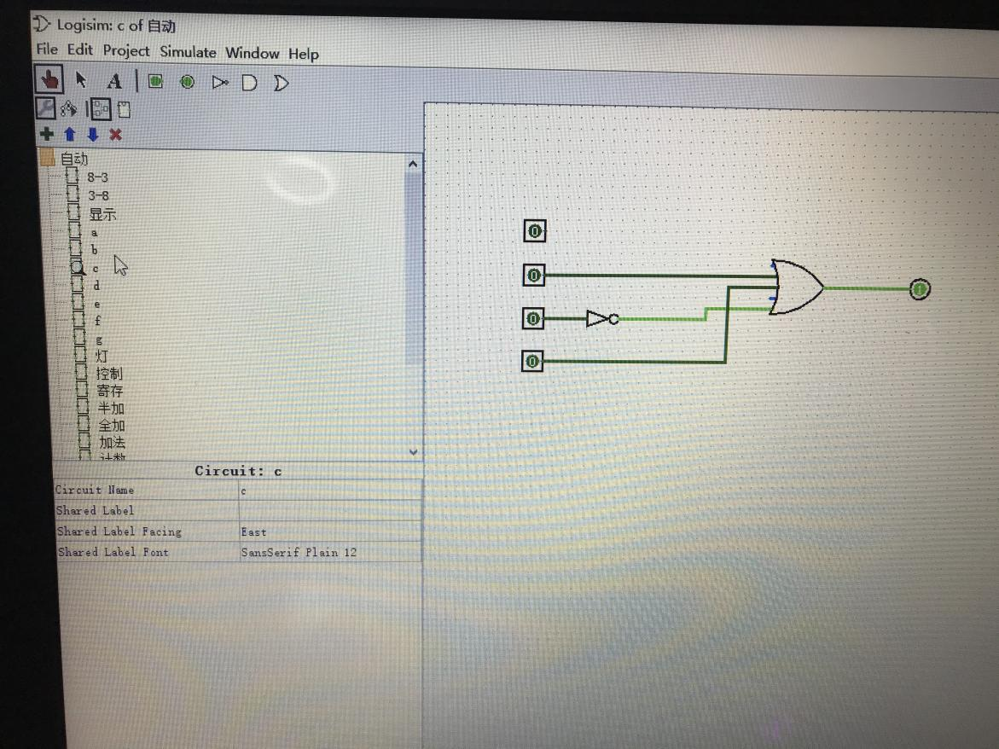 Logisim: c of 自动
File Edit Project Simulate Window Help
A
自动
8-3
3-8
显示
a
b
c
d
e
f
g
灯
控制
寄存
半加
全加
加法
计数
Circuit: c
Circuit Name c
Shared Label
Shared Label Facing East
Shared Label Font SansSerif Plain 12
0
0
0
0
1